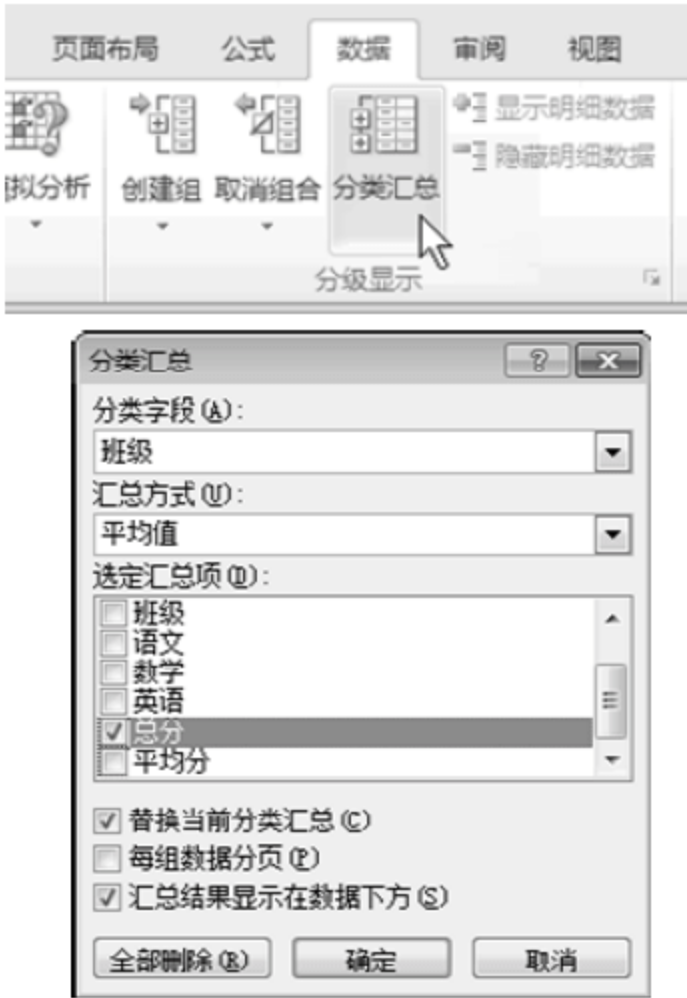 页面布局 公式 数据 审阅 视图
显示明细数据
隐藏明细数据
拟分析 创建组 取消组合 分类汇总
分级显示
分类汇总
分类字段(A):
班级
汇总方式(U):
平均值
选定汇总项(D):
班级
语文
数学
英语
总分
平均分
替换当前分类汇总(C)
每组数据分页(P)
汇总结果显示在数据下方(S)
全部删除(R) 确定 取消